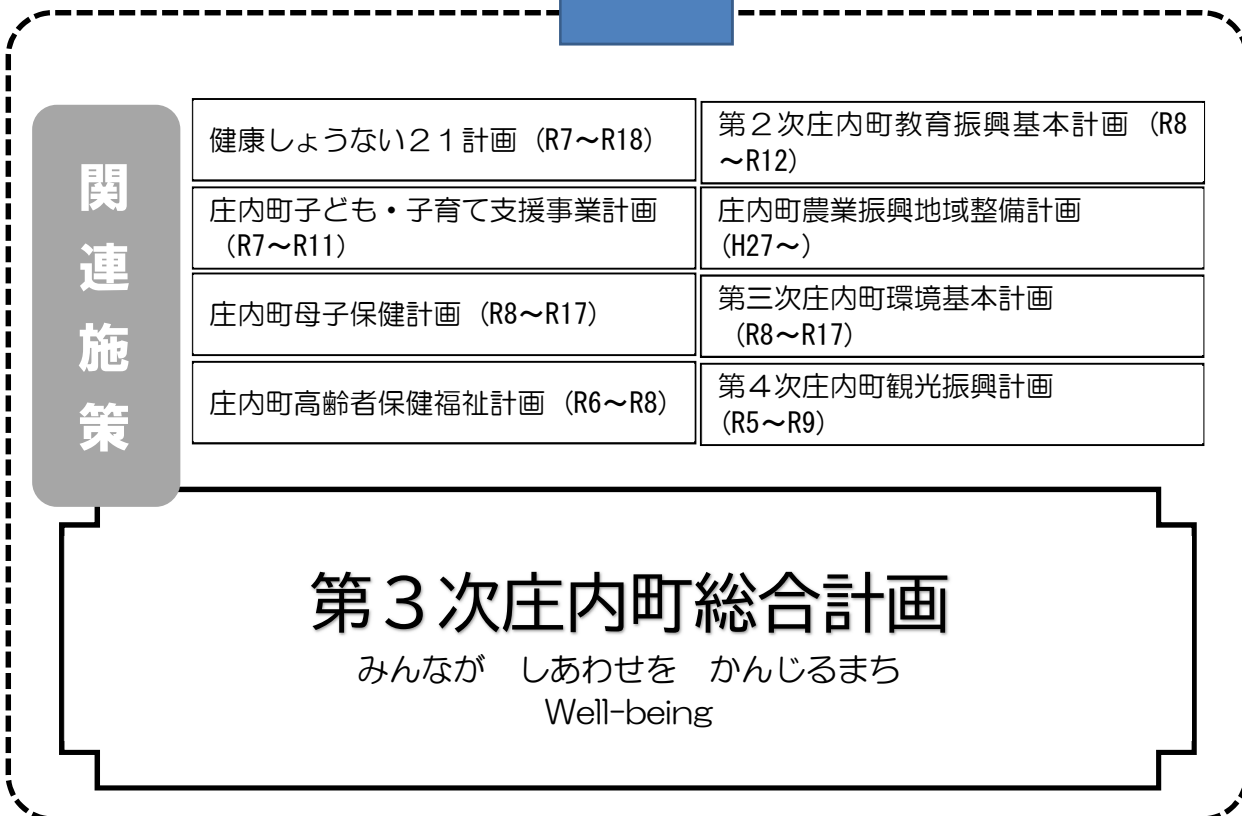 関連施策
健康しょうない２１計画（R7～R18）
第２次庄内町教育振興基本計画（R8
～R12）
庄内町子ども・子育て支援事業計画
（R7～R11）
庄内町農業振興地域整備計画
（H27～）
庄内町母子保健計画（R8～R17）
第三次庄内町環境基本計画
（R8～R17）
庄内町高齢者保健福祉計画（R6～R8）
第４次庄内町観光振興計画
（R5～R9）
第３次庄内町総合計画
みんなが　しあわせを　かんじるまち
Well-being